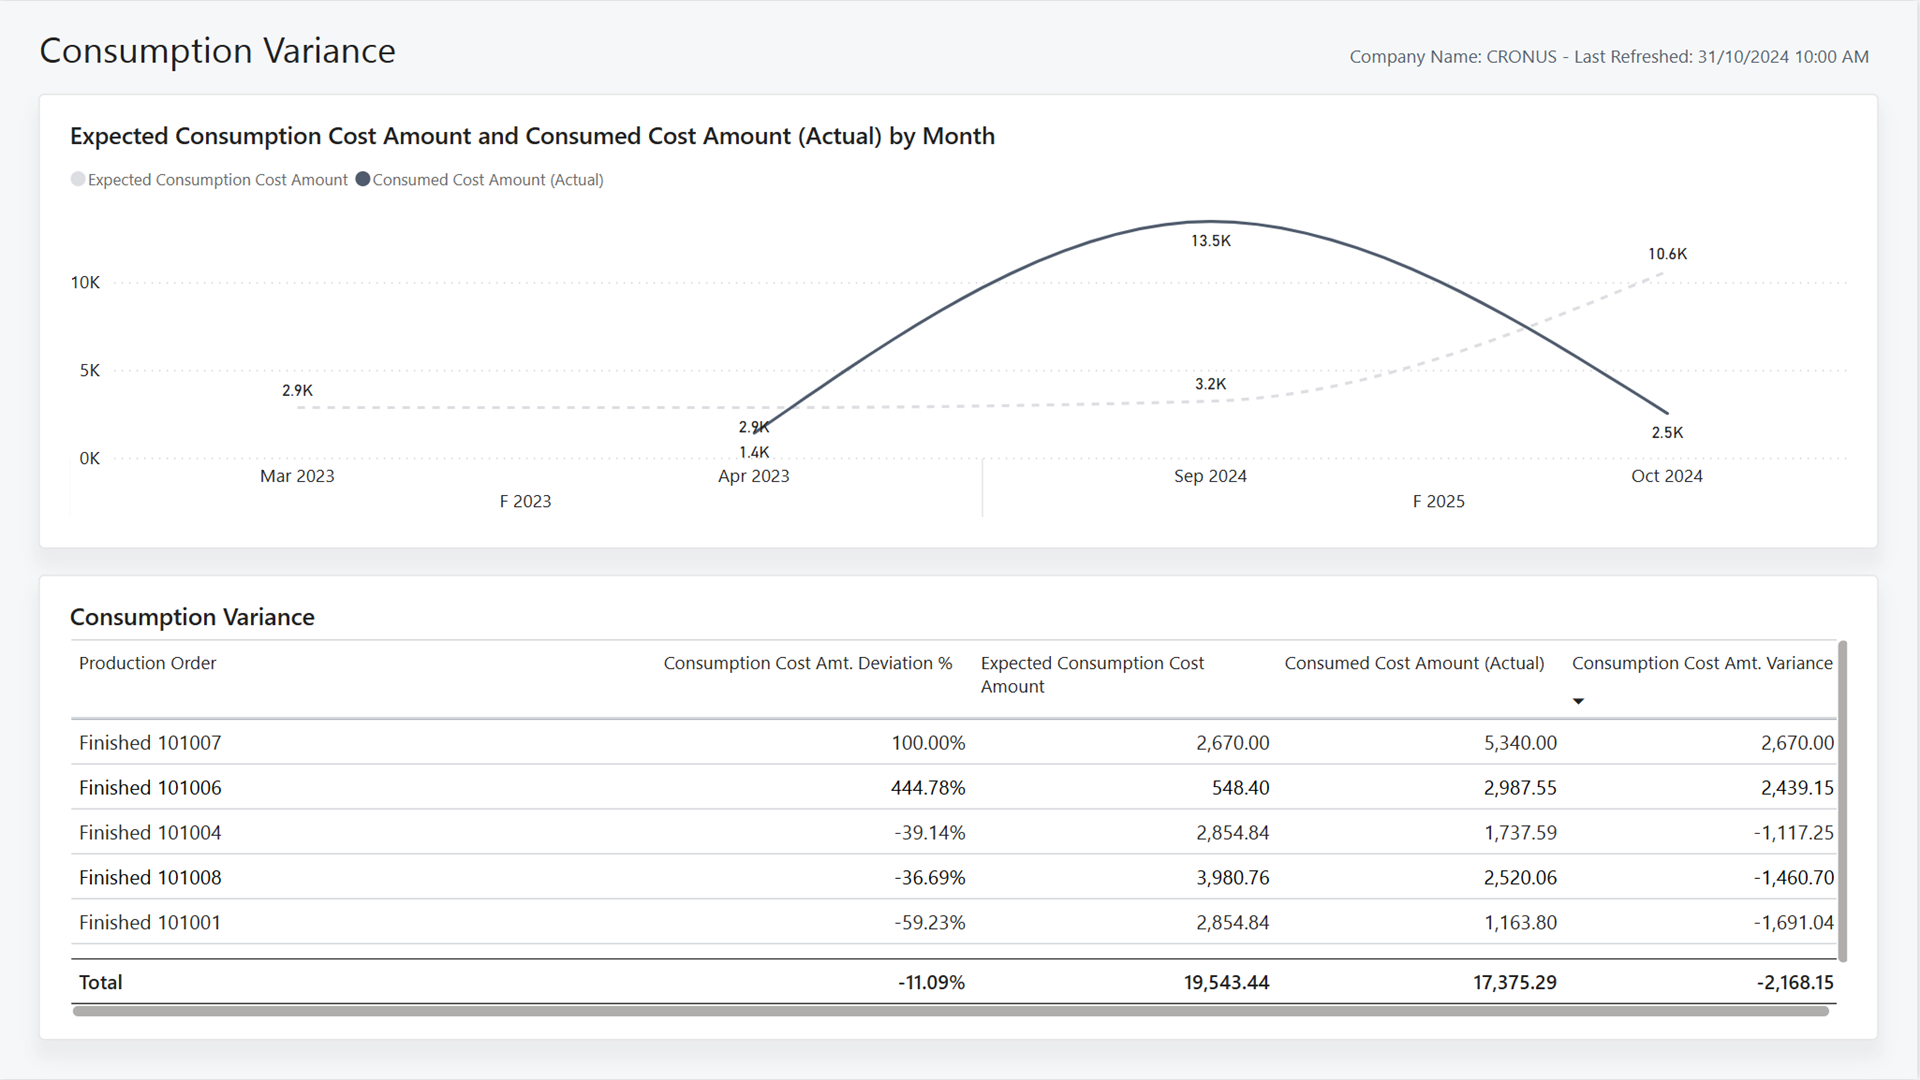 Consumption Variance
Company Name: CRONUS - Last Refreshed: 31/10/2024 10:00 AM
Expected Consumption Cost Amount and Consumed Cost Amount (Actual) by Month
Expected Consumption Cost Amount Consumed Cost Amount (Actual)
13.5K
10.6K
10K
5K
2.9K
3.2K
2.9K
2.5K
1.4K
0K
Mar 2023 Apr 2023 Sep 2024 Oct 2024
F 2023 F 2025
Consumption Variance
Production Order Consumption Cost Amt. Deviation % Expected Consumption Cost Consumed Cost Amount (Actual) Consumption Cost Amt. Variance
Amount
Finished 101007 100.00% 2,670.00 5,340.00 2,670.00
Finished 101006 444.78% 548.40 2,987.55 2,439.15
Finished 101004 -39.14% 2,854.84 1,737.59 -1,117.25
Finished 101008 -36.69% 3,980.76 2,520.06 -1,460.70
Finished 101001 -59.23% 2,854.84 1,163.80 -1,691.04
Total -11.09% 19,543.44 17,375.29 -2,168.15